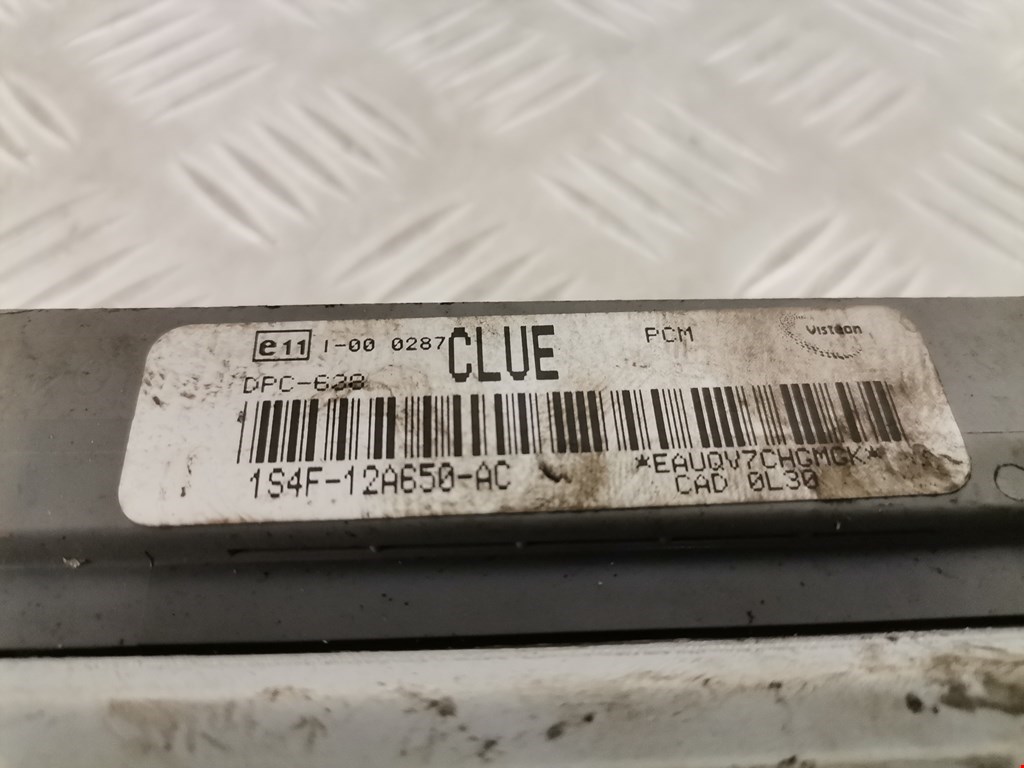 e11 I-00 0287 CLUE PCM Visteon
DPC-638
1S4F-12A650-AC *EAUQV7CHGMGK*
CAD 0L30